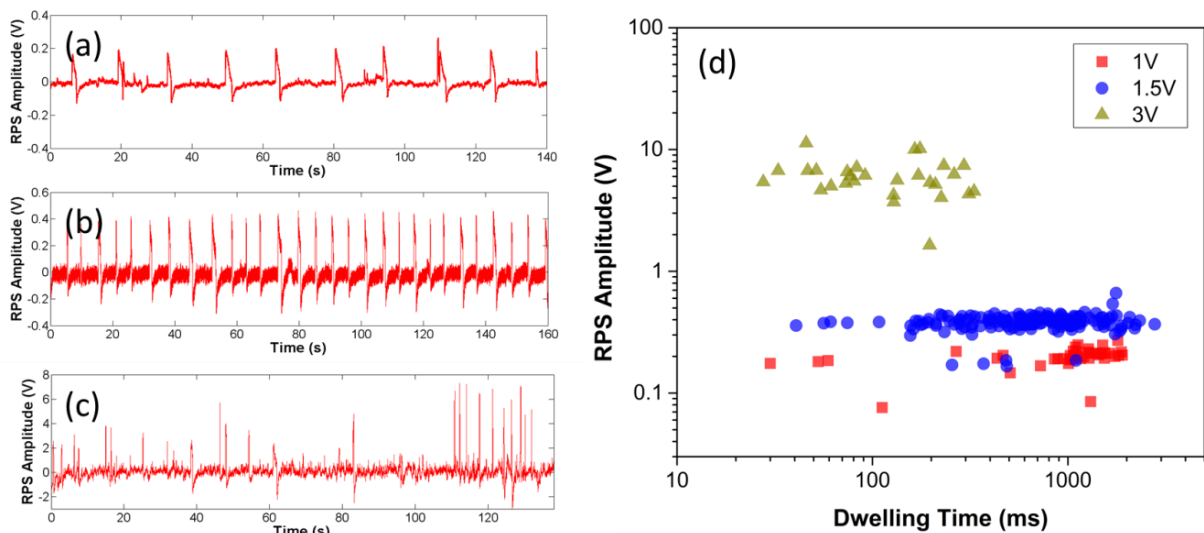 (a)
RPS Amplitude (V)
0.4
0.2
0
-0.2
0.4
0 20 40 60 80 100 120 140
Time (s)
(b)
RPS Amplitude (V)
0.6
0.4
0.2
0
-0.2
-0.4
0 20 40 60 80 100 120 140 160
Time (s)
(c)
RPS Amplitude (V)
8
6
4
2
0
-2
0 20 40 60 80 100 120
Time (s)
(d)
1V
1.5V
3V
RPS Amplitude (V)
100
10
1
0.1
10 100 1000
Dwelling Time (ms)